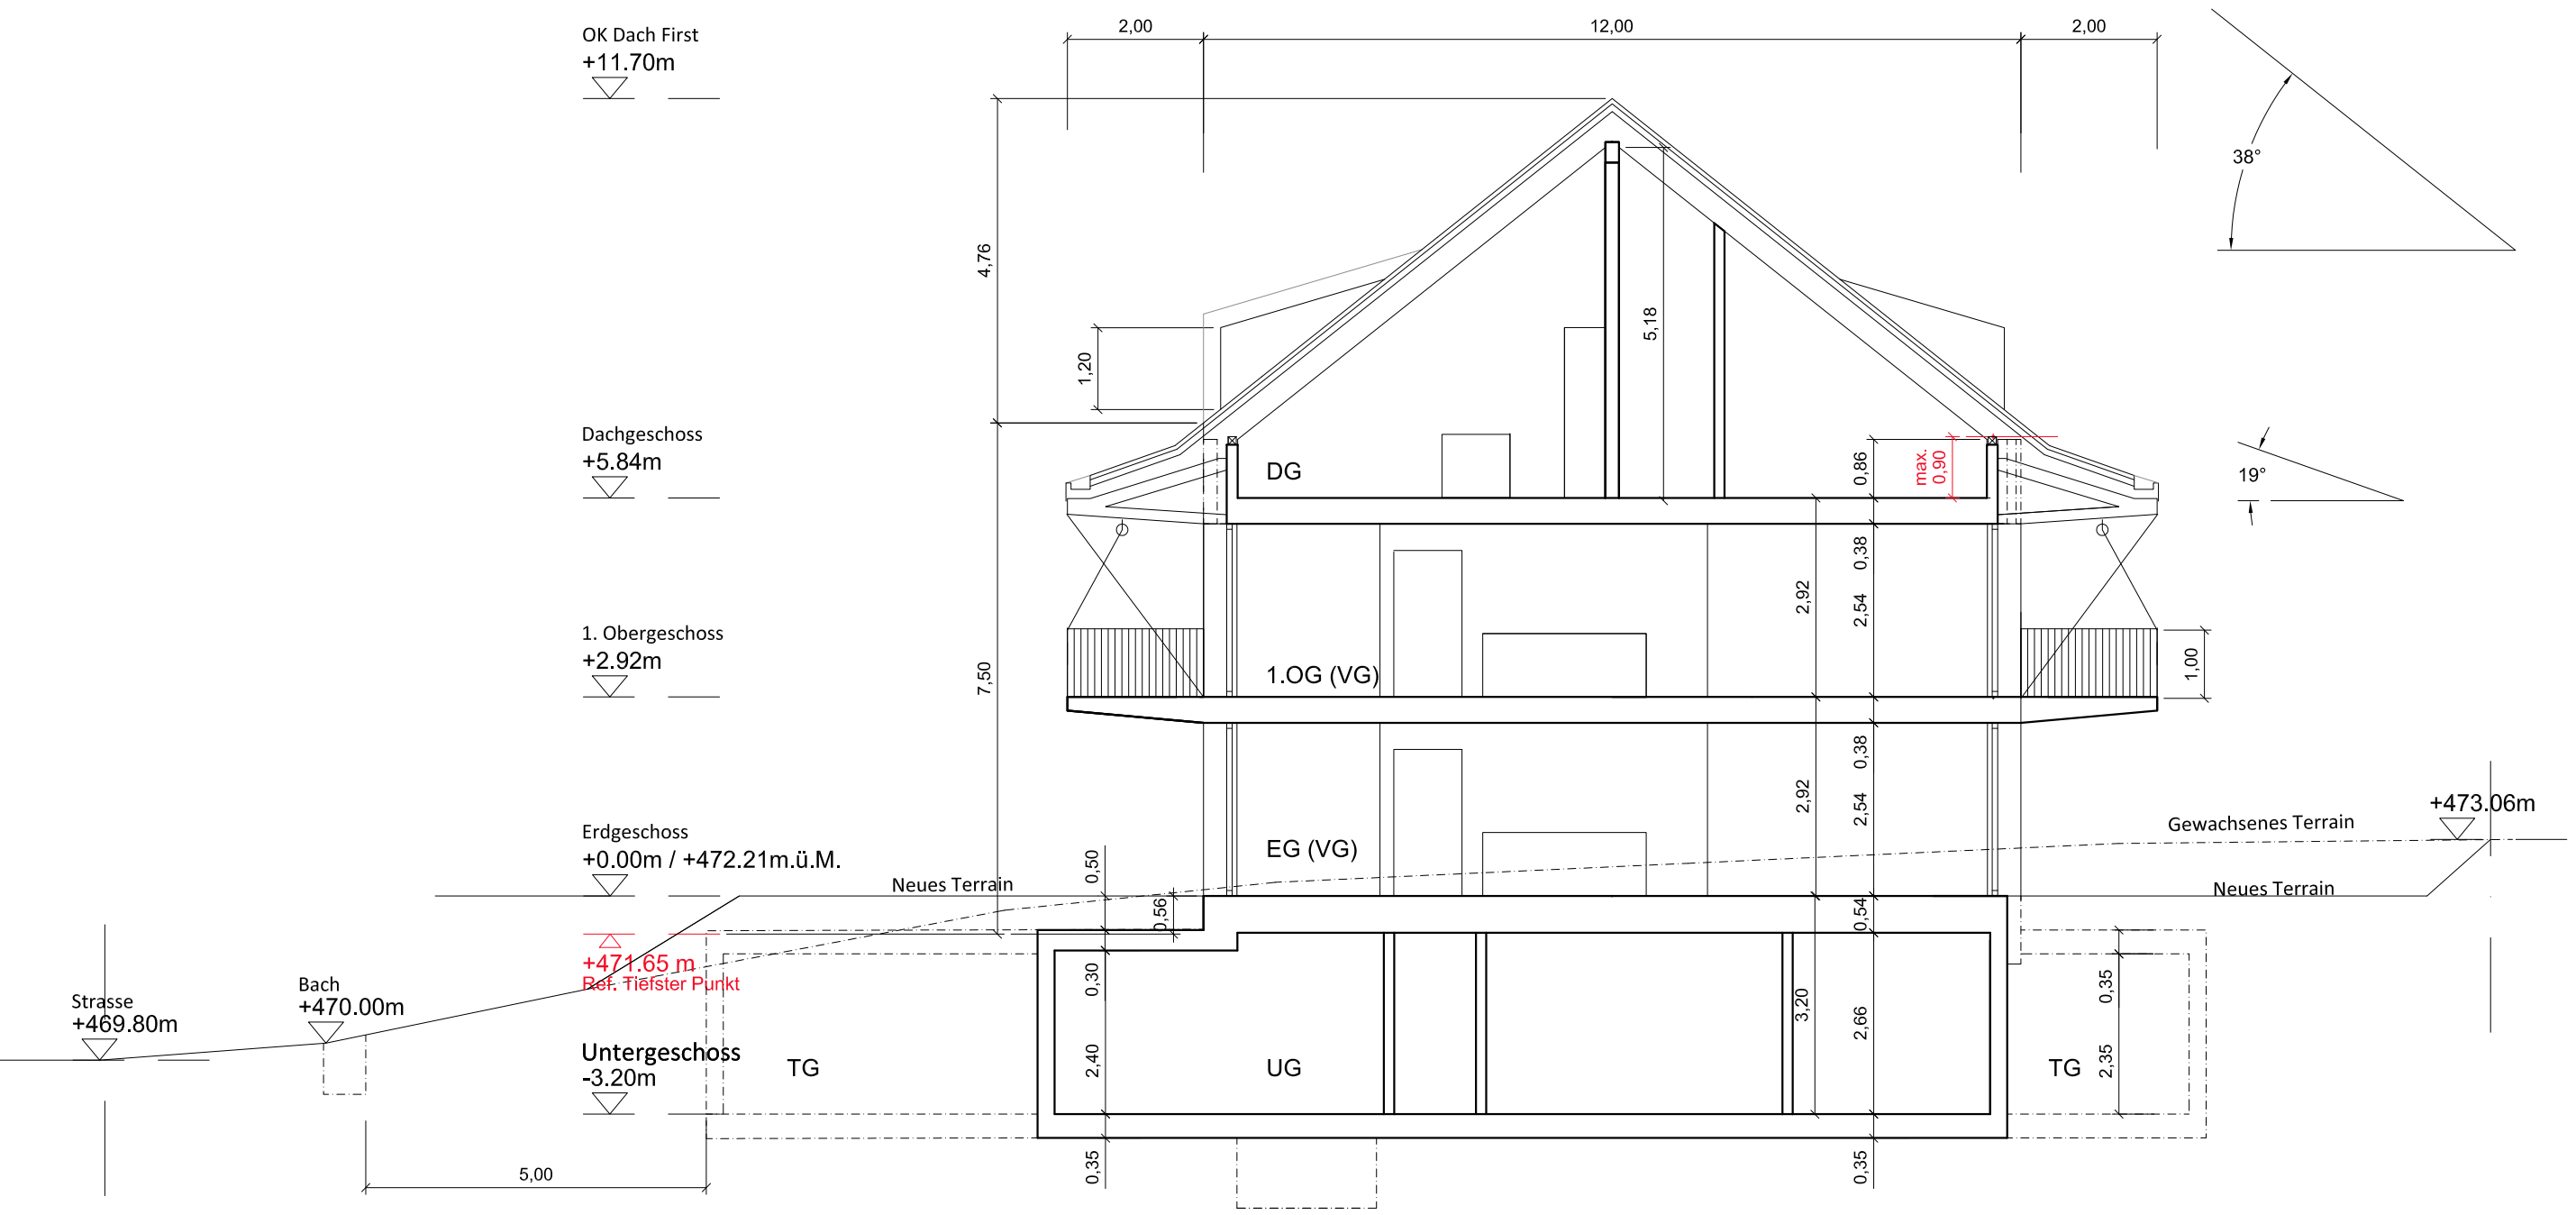 2,00
12,00
2,00
OK Dach First
+11.70m
38°
4,76
5,18
1,20
Dachgeschoss
+5.84m
DG
0,86
max.
0,90
19°
0,38
2,92
2,54
1. Obergeschoss
+2.92m
7,50
1.OG (VG)
1,00
0,38
2,92
2,54
+473.06m
Gewachsenes Terrain
Erdgeschoss
+0.00m / +472.21m.ü.M.
EG (VG)
0,50
Neues Terrain
Neues Terrain
0,56
0,54
+471.65 m
Ref. Tiefster Punkt
Bach
+470.00m
Strasse
+469.80m
0,30
3,20
2,66
0,35
Untergeschoss
-3.20m
TG
2,40
UG
TG
2,35
5,00
0,35
0,35